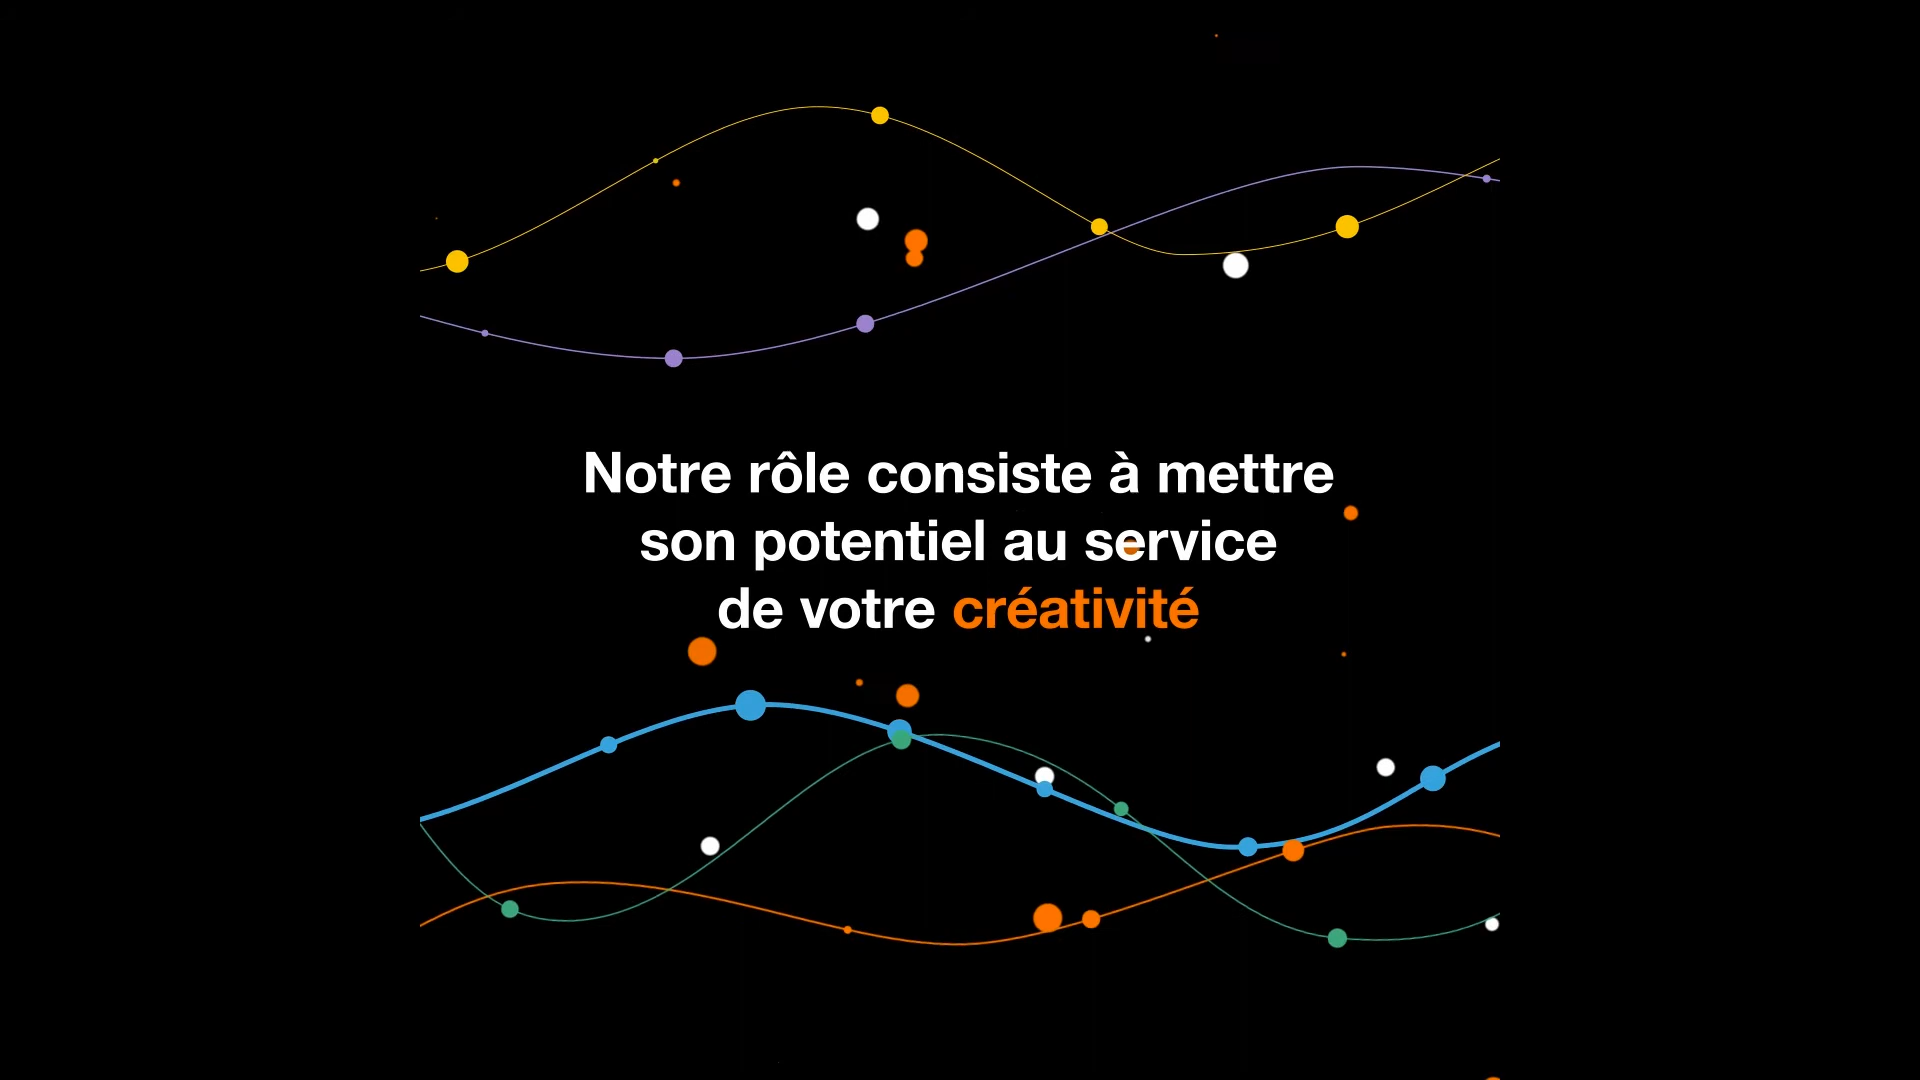 Notre rôle consiste à mettre
son potentiel au service
de votre créativité